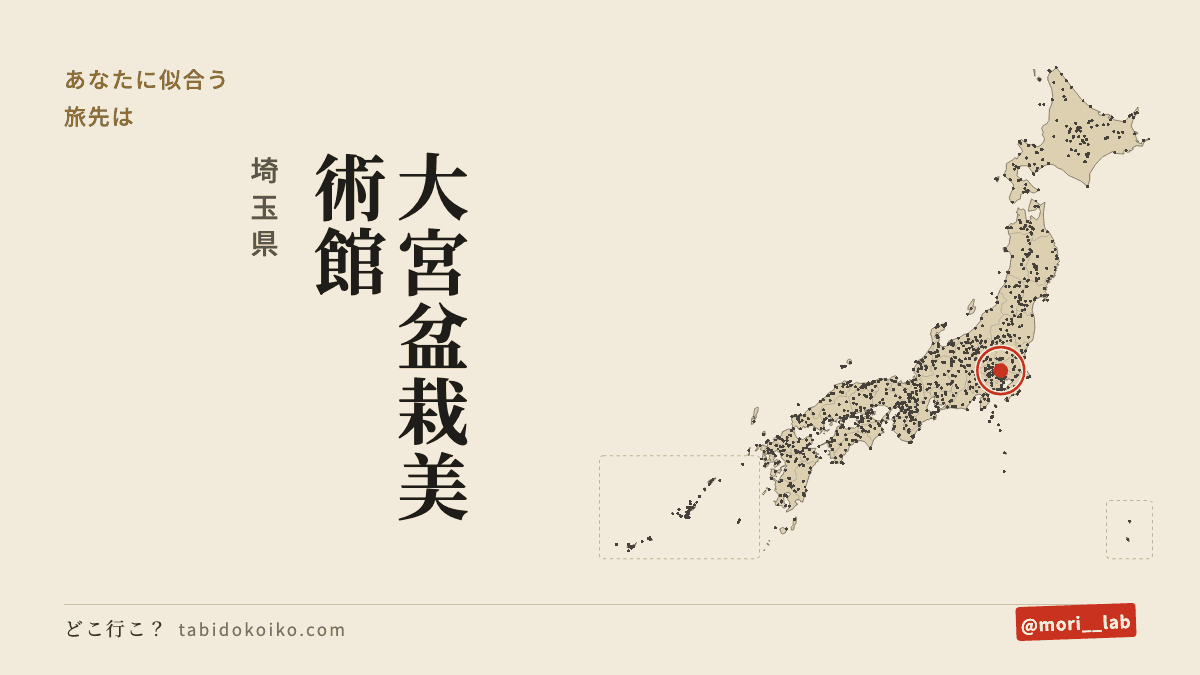 あなたに似合う
旅先は
大宮盆栽美
術館
埼玉県
どこ行こ？ tabidokoiko.com
@mori__lab